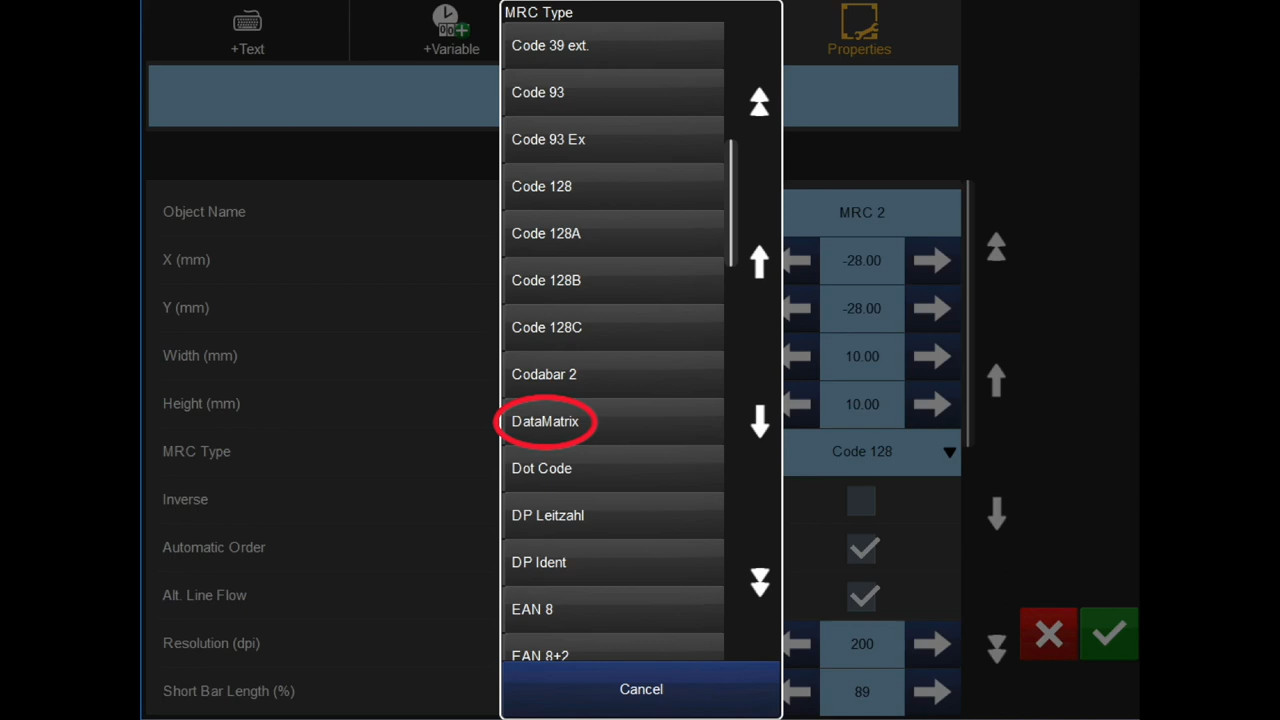 MRC Type
+Text
+Variable
Properties
Code 39 ext.
Code 93
Code 93 Ex
Code 128
Code 128A
Code 128B
Code 128C
Codabar 2
DataMatrix
Dot Code
DP Leitzahl
DP Ident
EAN 8
EAN 8+2
Cancel
Object Name
MRC 2
X (mm)
-28.00
Y (mm)
-28.00
Width (mm)
10.00
Height (mm)
10.00
MRC Type
Code 128
Inverse
Automatic Order
Alt. Line Flow
Resolution (dpi)
200
Short Bar Length (%)
89